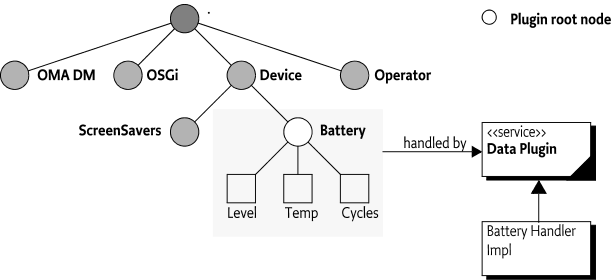 .
Plugin root node
OMA DM
OSGi
Device
Operator
ScreenSavers
Battery
handled by
<<service>>
Data Plugin
Level
Temp
Cycles
Battery Handler
Impl